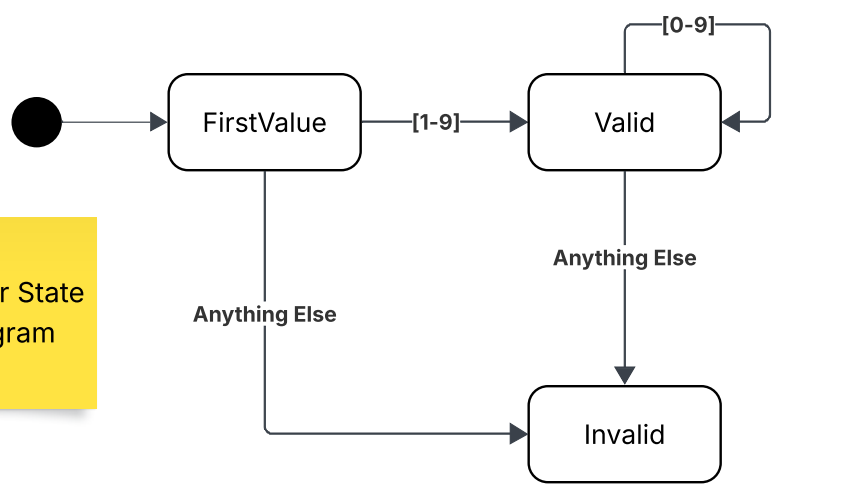 [0-9]
FirstValue
[1-9]
Valid
Anything Else
r State
gram
Anything Else
Invalid